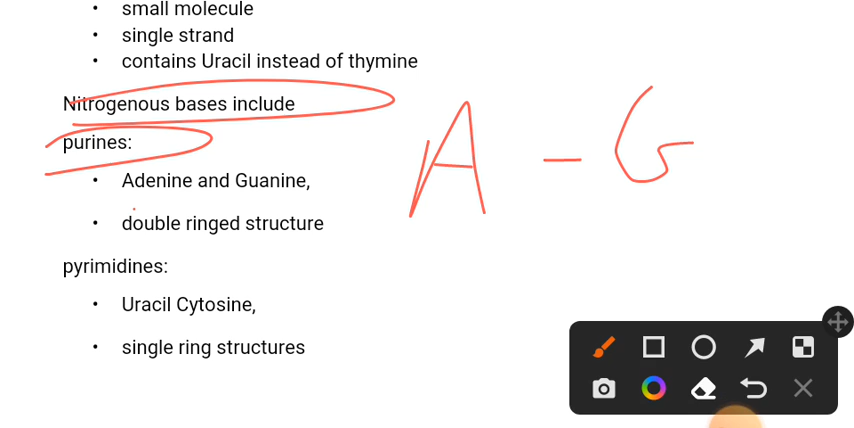 • small molecule
• single strand
• contains Uracil instead of thymine
Nitrogenous bases include
purines:
A - G
• Adenine and Guanine,
• double ringed structure
pyrimidines:
• Uracil Cytosine,
• single ring structures